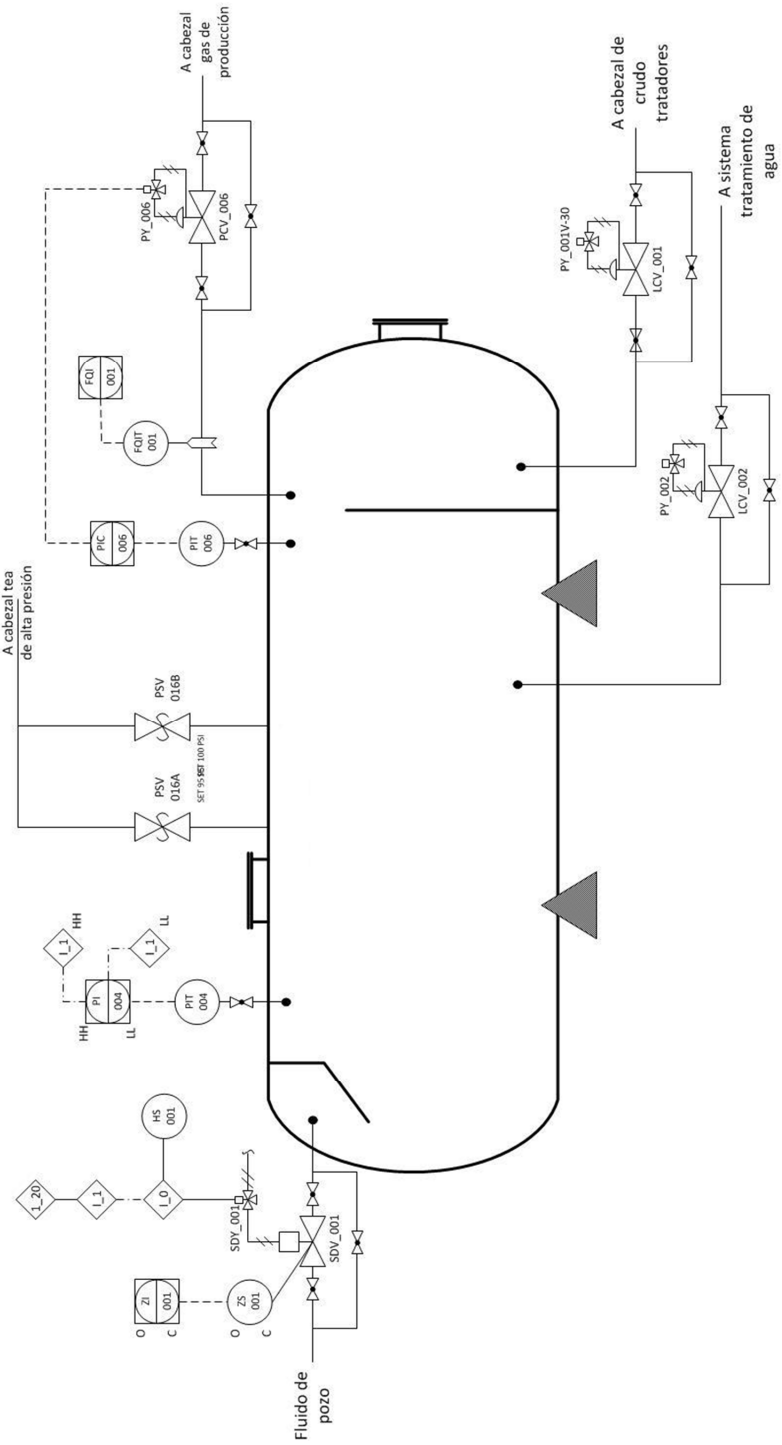 A cabezal
gas de
producción
PY_006
PCV_006
FQI
001
FQIT
001
PIC
006
PIT
006
A cabezal de
crudo
tratadores
PY_001V-30
LCV_001
A sistema
tratamiento de
agua
PY_002
LCV_002
A cabezal tea
de alta presión
PSV
016B
PSV
016A
100 PSI
SET 95
I_1
HH
I_1
LL
HH
PI
004
LL
PIT
004
HS
001
1_20
I_1
I_0
SDY_001
SDV_001
ZI
001
O
C
ZS
001
O
C
Fluido de
pozo